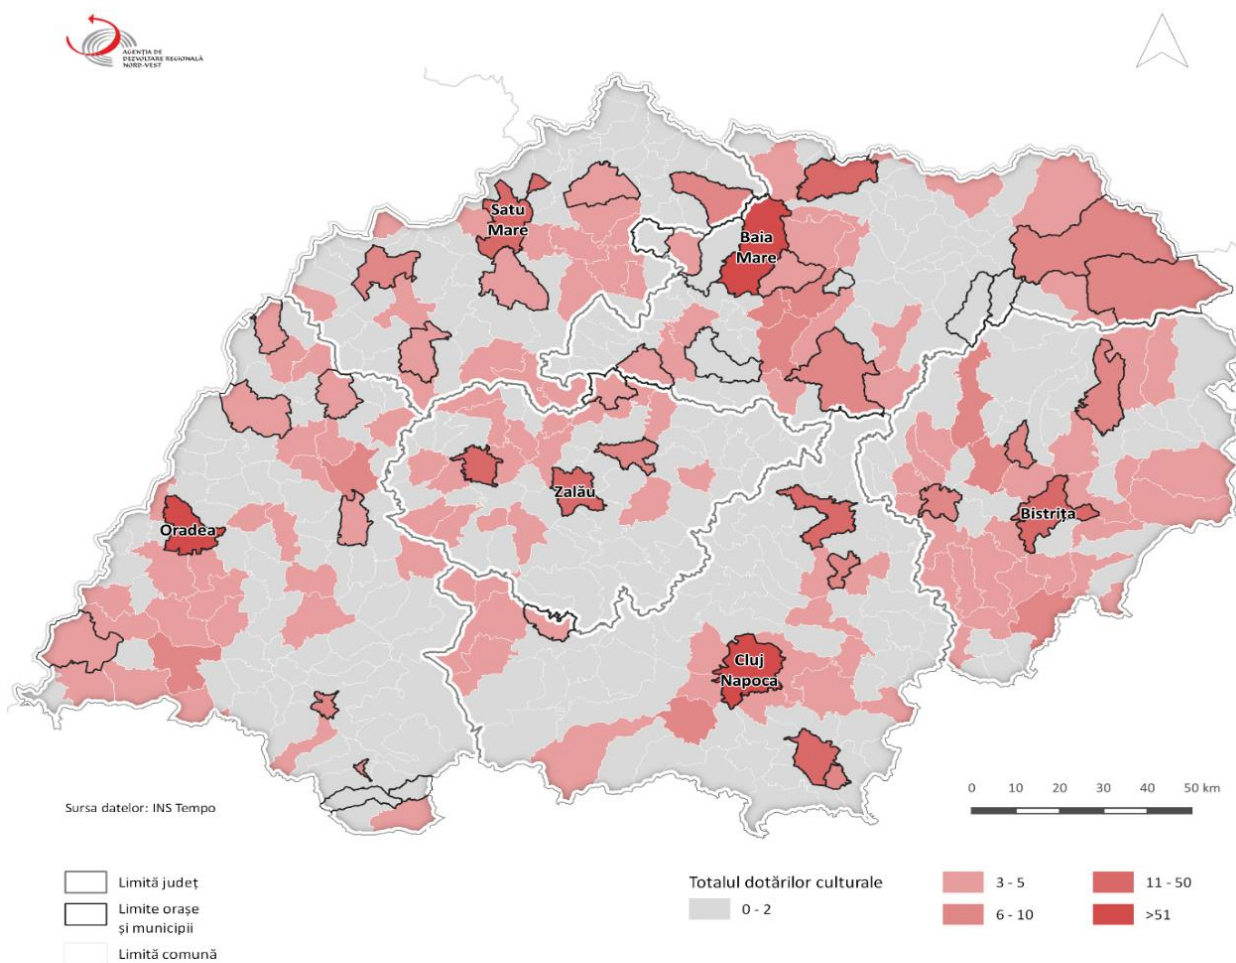 AGENȚIA DE
DEZVOLTARE REGIONALĂ
NORD-VEST
Satu
Mare
Baia
Mare
Oradea
Zalău
Bistrița
Cluj
Napoca
Sursa datelor: INS Tempo
0 10 20 30 40 50 km
Limită județ
Limite orașe
și municipii
Limită comună
Totalul dotărilor culturale
0 - 2
3 - 5
6 - 10
11 - 50
>51